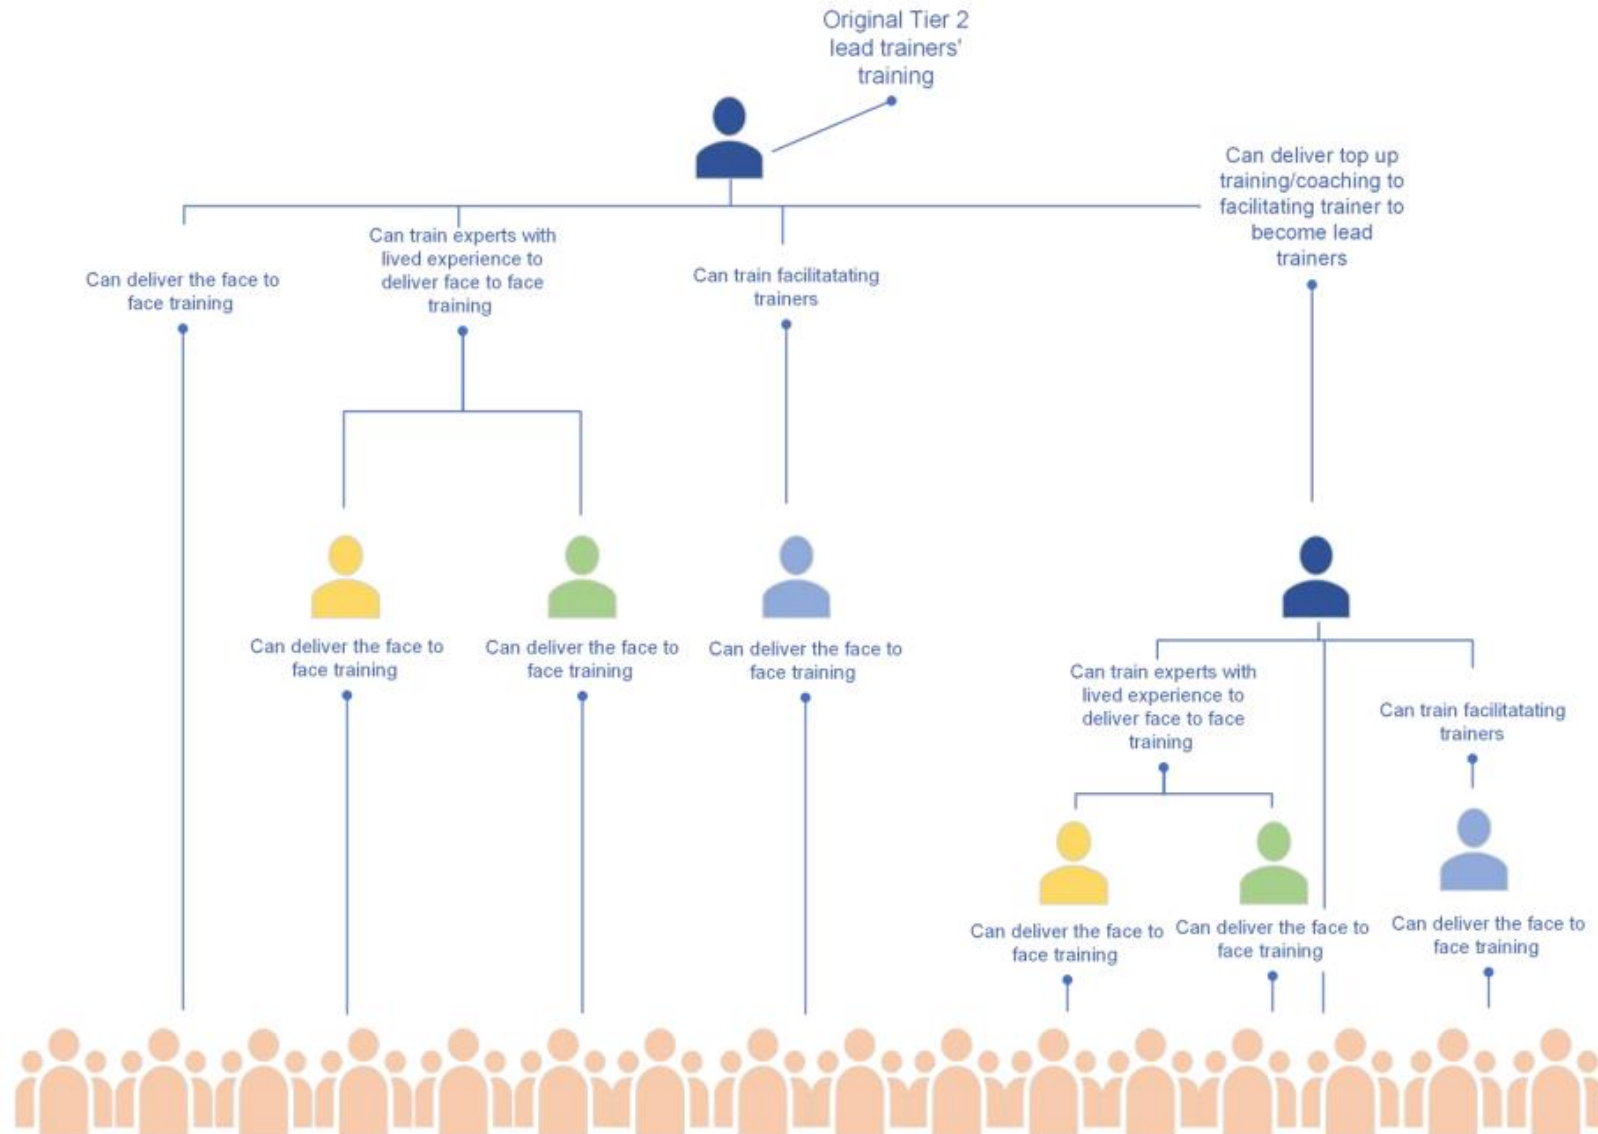 Original Tier 2
lead trainers'
training
Can deliver top up
training/coaching to
facilitating trainer to
become lead
trainers
Can deliver the face to
face training
Can train experts with
lived experience to
deliver face to face
training
Can train facilitatating
trainers
Can deliver the face to
face training
Can deliver the face to
face training
Can deliver the face to
face training
Can train experts with
lived experience to
deliver face to face
training
Can train facilitatating
trainers
Can deliver the face to
face training
Can deliver the face to
face training
Can deliver the face to
face training